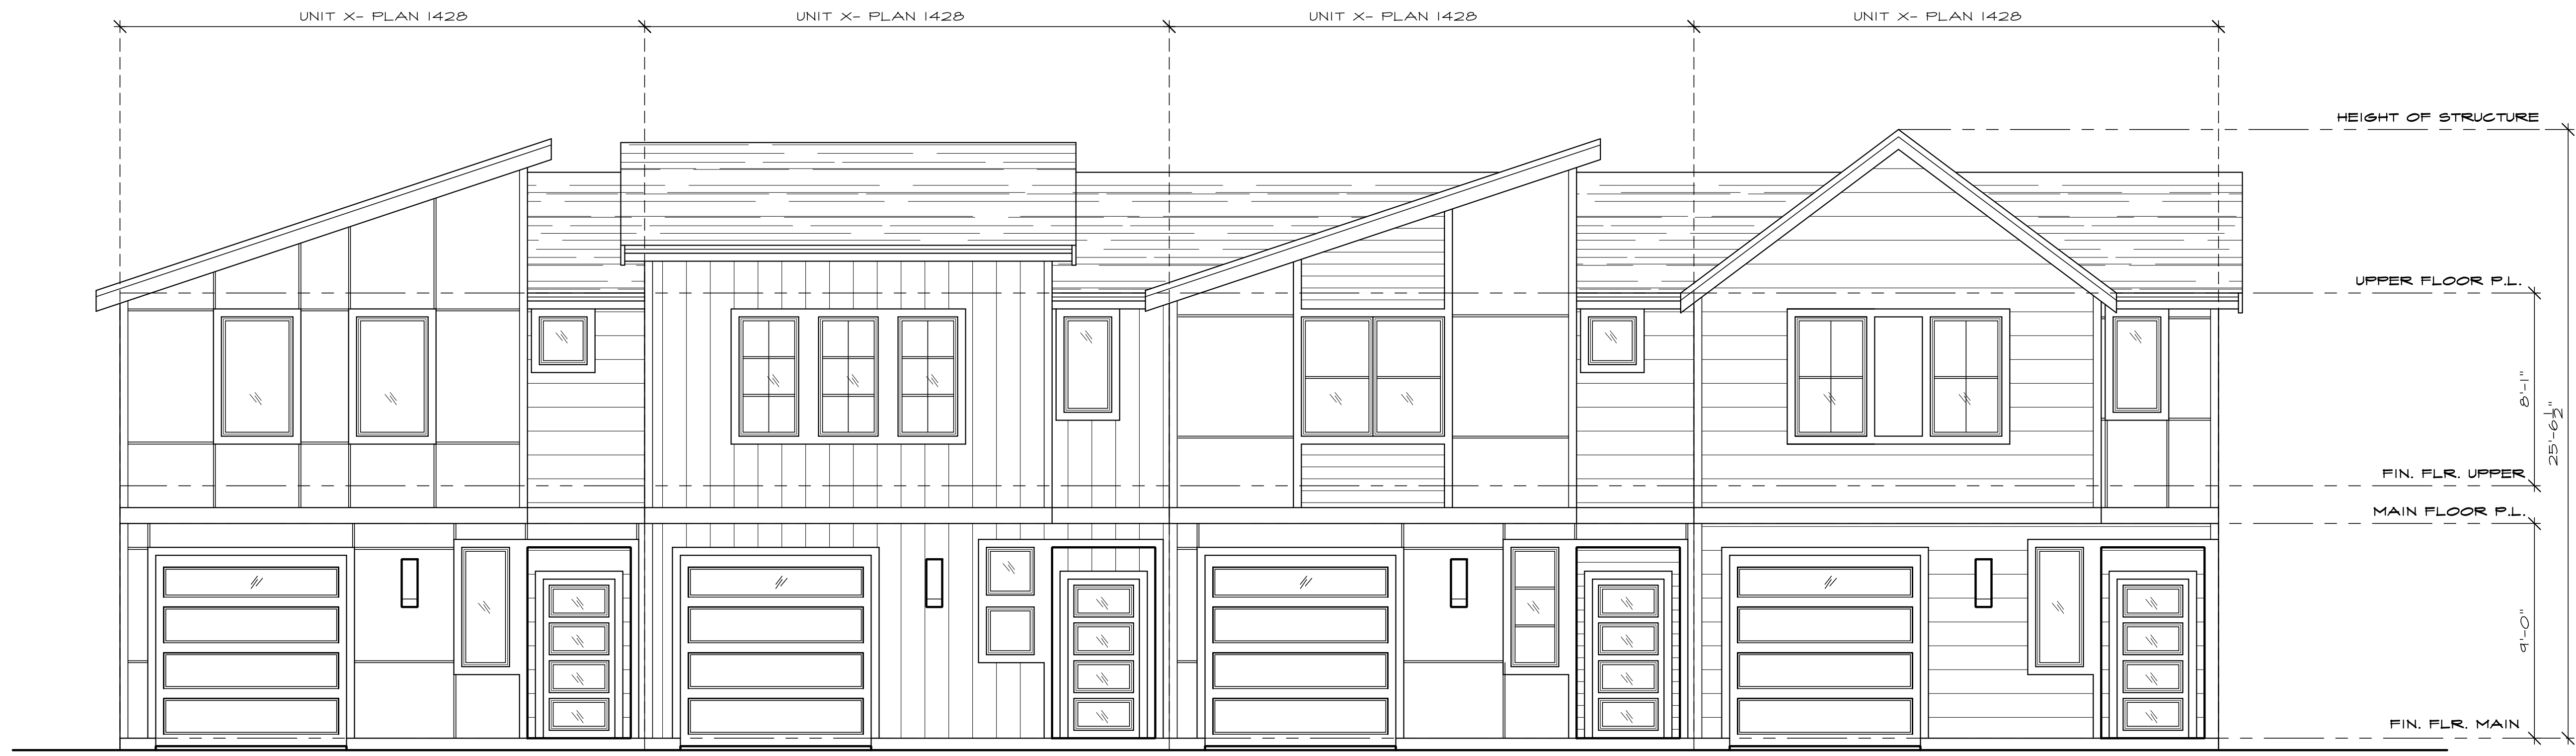 UNIT X- PLAN 1428
UNIT X- PLAN 1428
UNIT X- PLAN 1428
UNIT X- PLAN 1428
HEIGHT OF STRUCTURE
UPPER FLOOR P.L.
8'-1"
25'-6½"
FIN. FLR. UPPER
MAIN FLOOR P.L.
9'-0"
FIN. FLR. MAIN